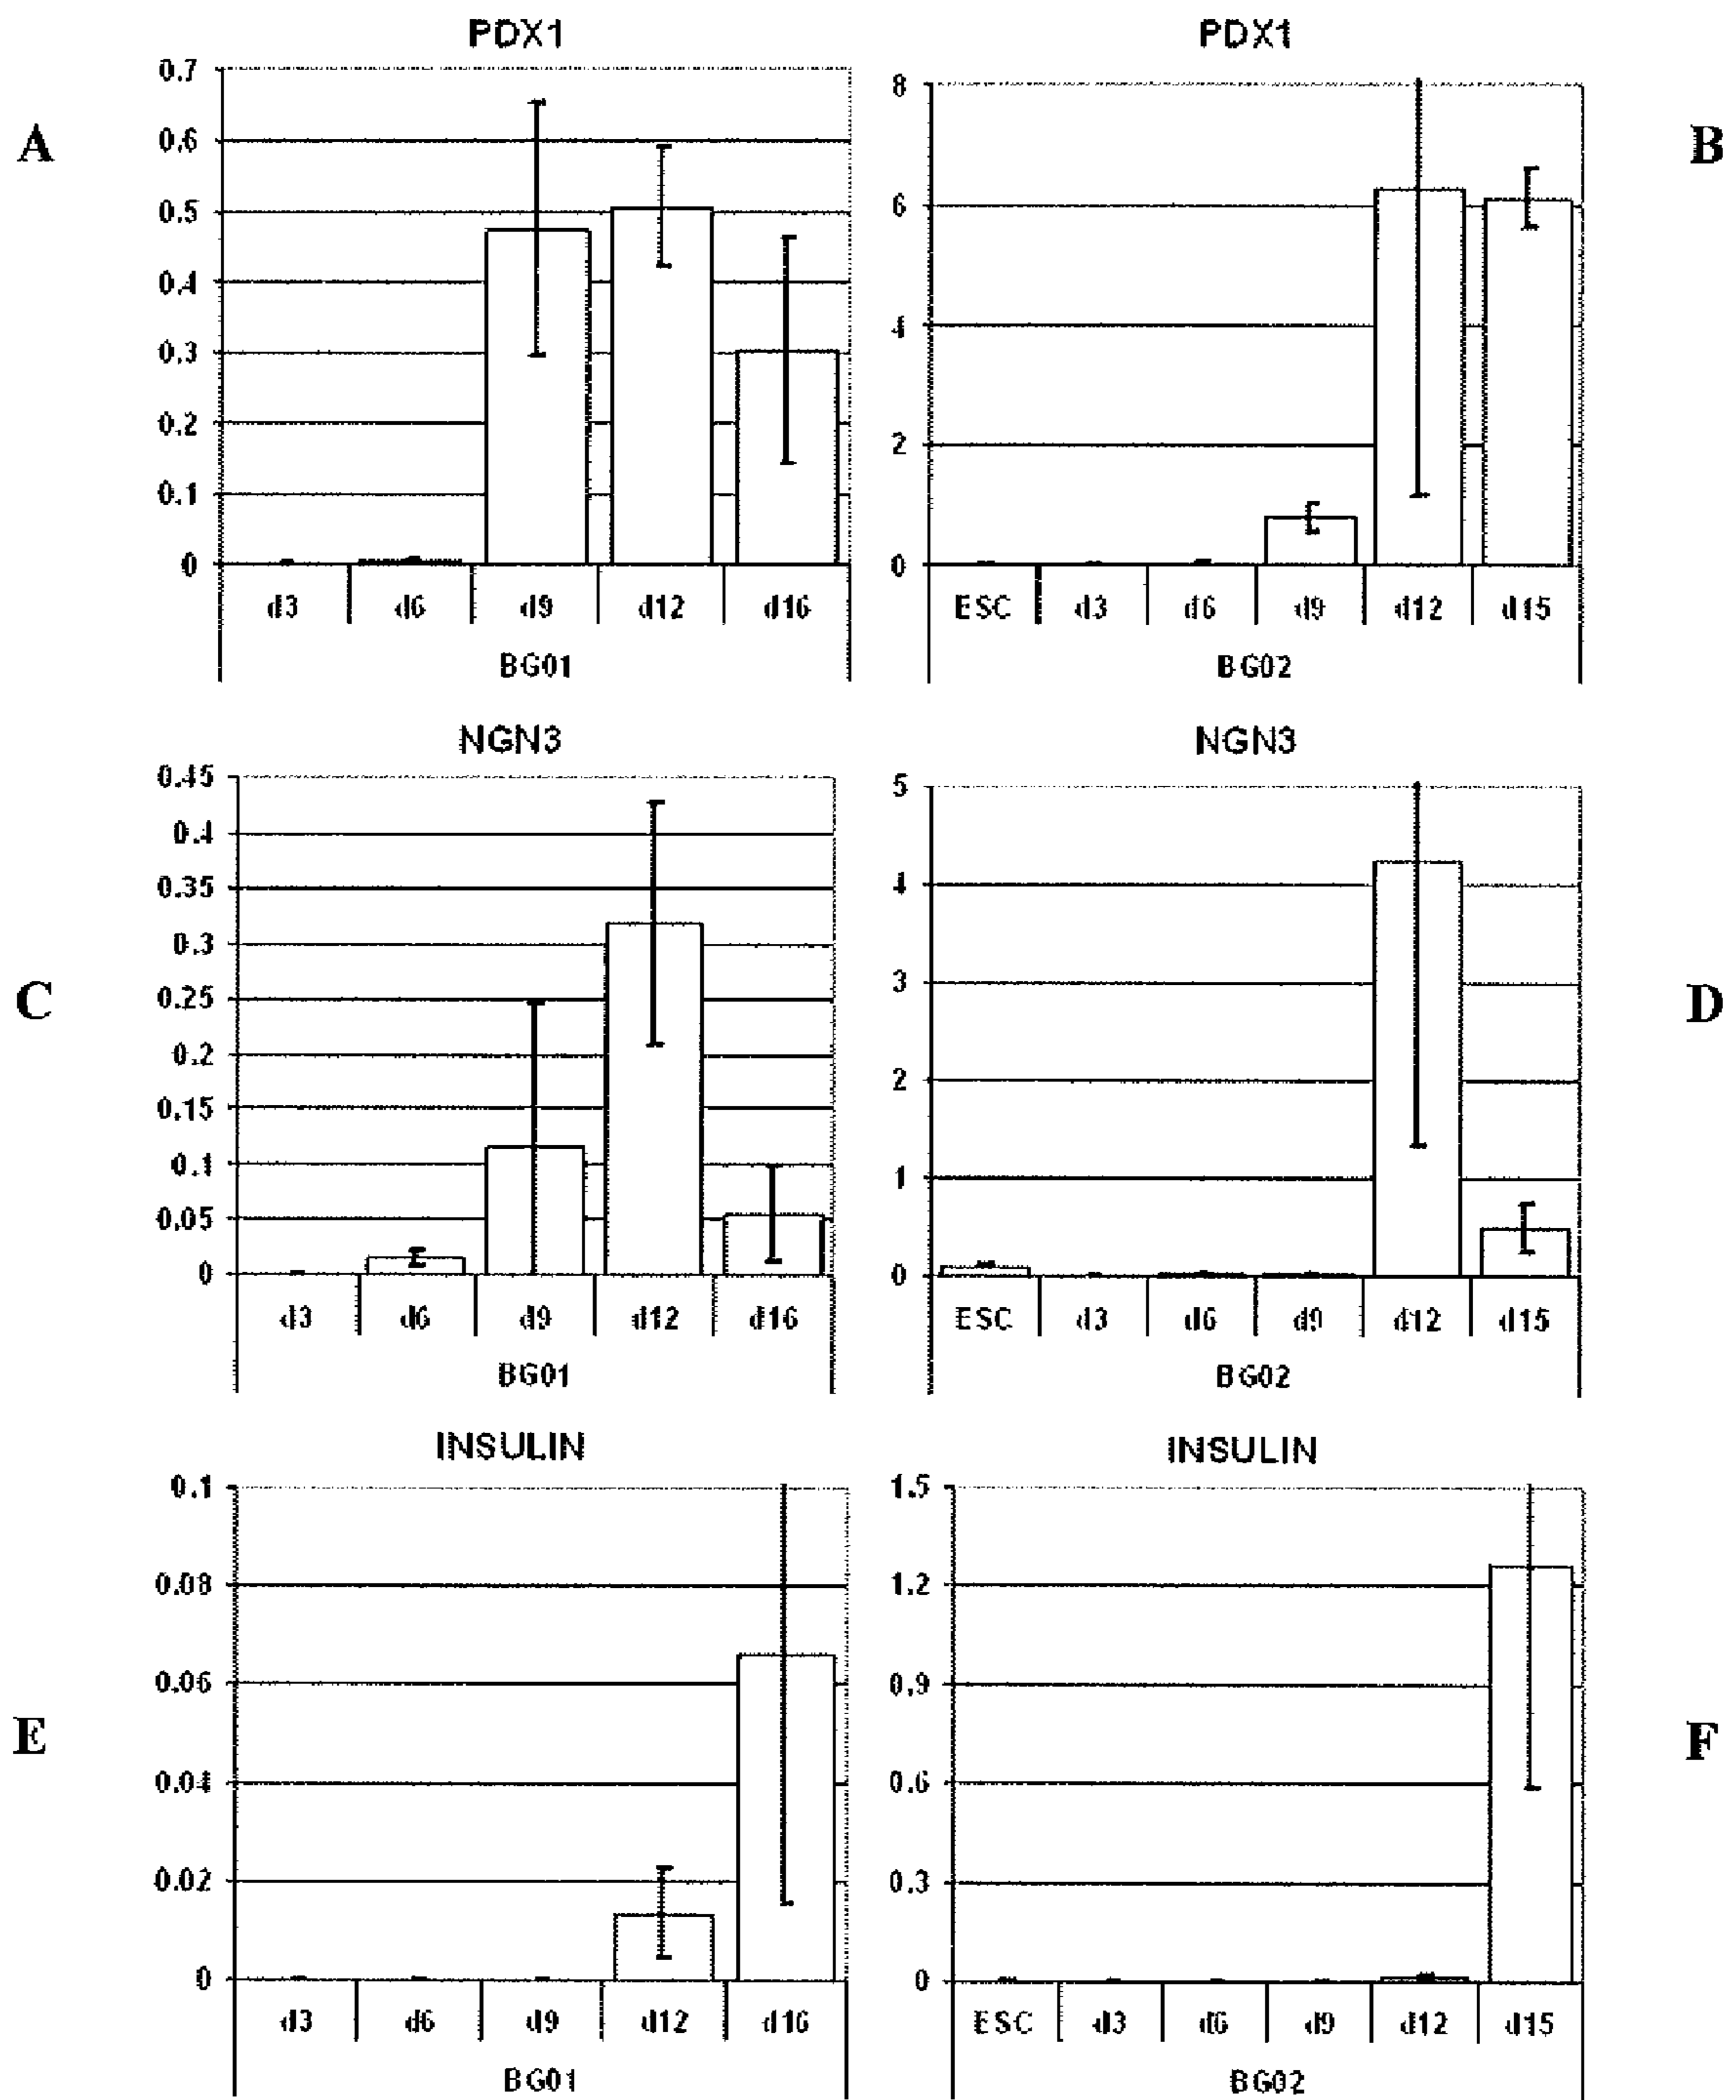 PDX1
A
0.7
0.6
0.5
0.4
0.3
0.2
0.1
0
d3 d6 d9 d12 d16
BG01
PDX1
B
8
6
4
2
0
ESC d3 d6 d9 d12 d15
BG02
NGN3
C
0.45
0.4
0.35
0.3
0.25
0.2
0.15
0.1
0.05
0
d3 d6 d9 d12 d16
BG01
NGN3
D
5
4
3
2
1
0
ESC d3 d6 d9 d12 d15
BG02
INSULIN
E
0.1
0.08
0.06
0.04
0.02
0
d3 d6 d9 d12 d16
BG01
INSULIN
F
1.5
1.2
0.9
0.6
0.3
0
ESC d3 d6 d9 d12 d15
BG02